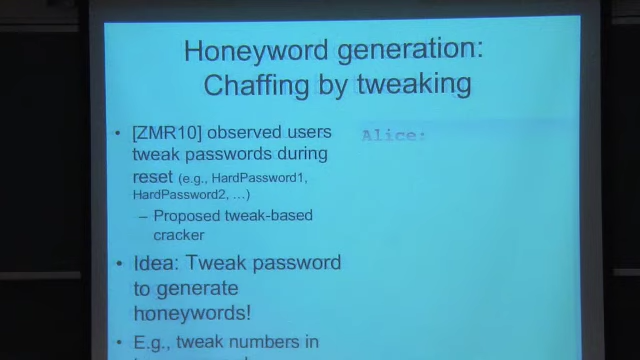 Honeyword generation:
Chaffing by tweaking
• [ZMR10] observed users
tweak passwords during
reset (e.g., HardPassword1,
HardPassword2, …)
– Proposed tweak-based
cracker
• Idea: Tweak password
to generate
honeywords!
• E.g., tweak numbers in
Alice: